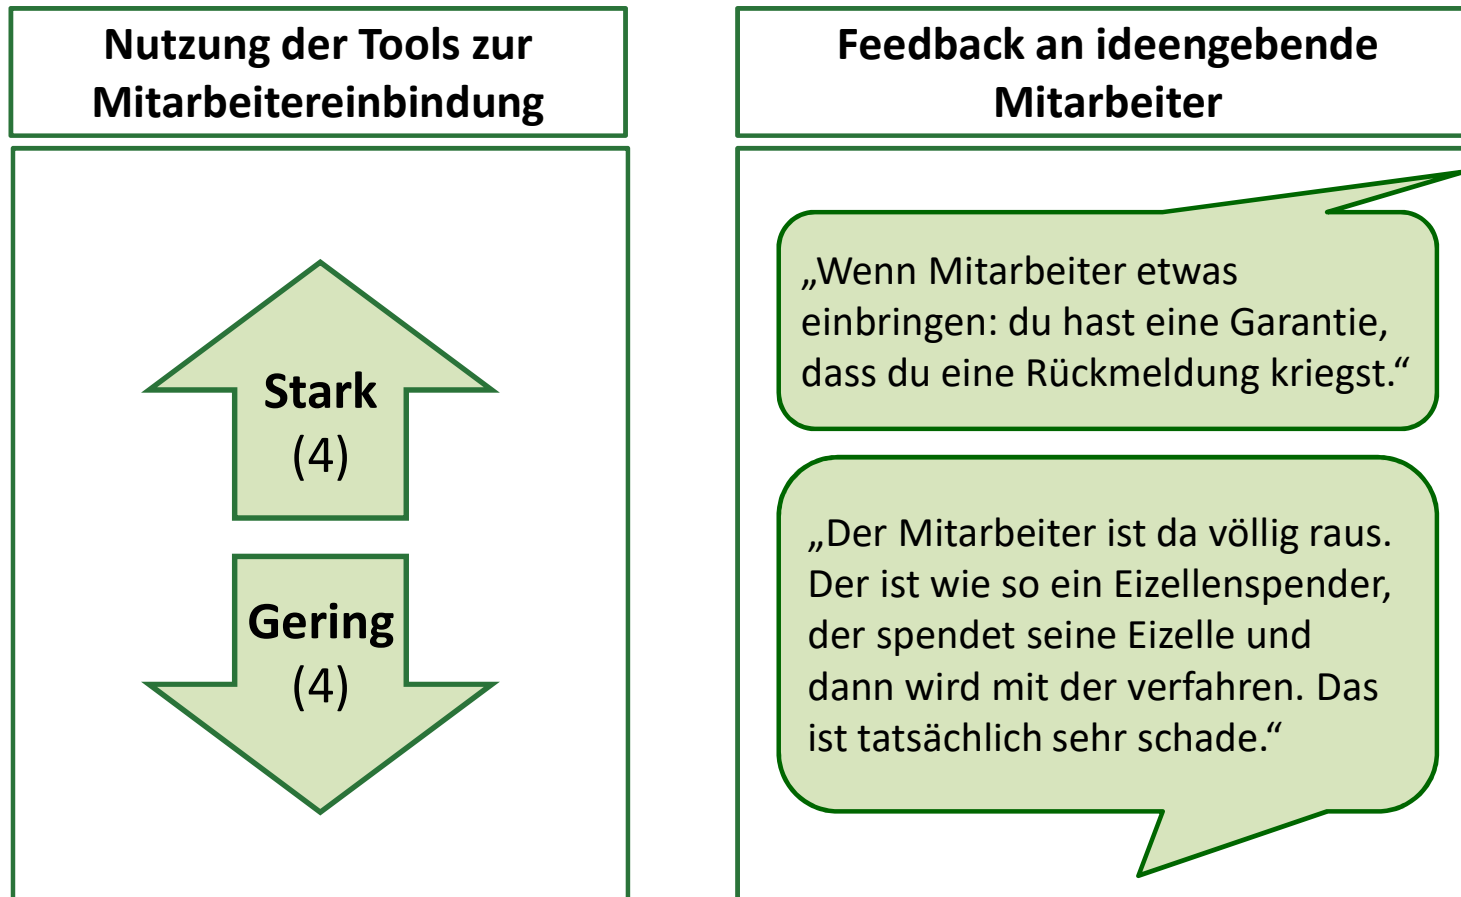 Nutzung der Tools zur
Mitarbeitereinbindung
Stark
(4)
Gering
(4)
Feedback an ideengebende
Mitarbeiter
„Wenn Mitarbeiter etwas
einbringen: du hast eine Garantie,
dass du eine Rückmeldung kriegst.“
„Der Mitarbeiter ist da völlig raus.
Der ist wie so ein Eizellenspender,
der spendet seine Eizelle und
dann wird mit der verfahren. Das
ist tatsächlich sehr schade.“